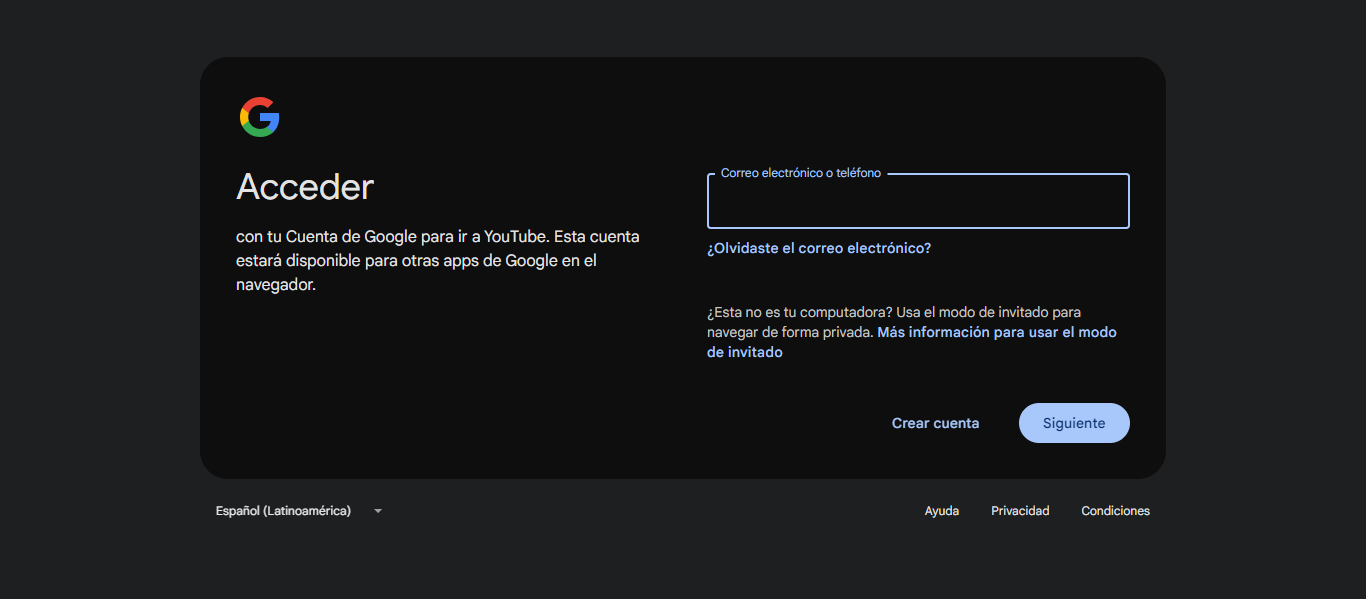 Acceder
con tu Cuenta de Google para ir a YouTube. Esta cuenta
estará disponible para otras apps de Google en el
navegador.
Correo electrónico o teléfono
¿Olvidaste el correo electrónico?
¿Esta no es tu computadora? Usa el modo de invitado para
navegar de forma privada. Más información para usar el modo
de invitado
Crear cuenta
Siguiente
Español (Latinoamérica)
Ayuda
Privacidad
Condiciones